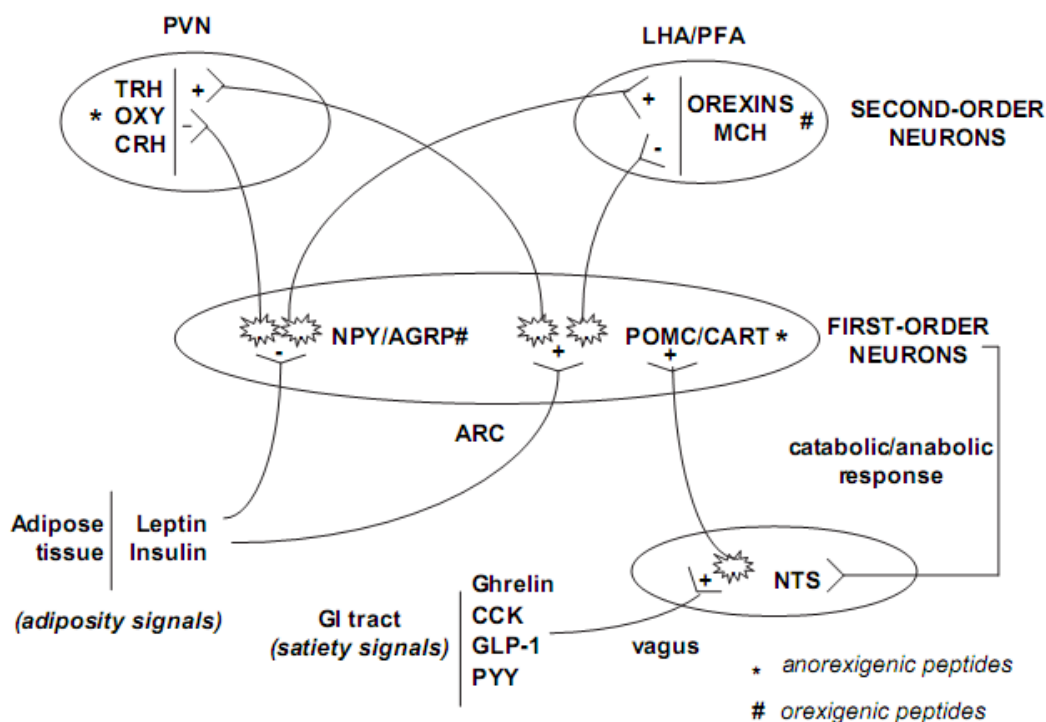 PVN
LHA/PFA
TRH
* OXY
CRH
+
-
+
-
OREXINS
MCH #
SECOND-ORDER
NEURONS
NPY/AGRP#
-
+
POMC/CART *
+
FIRST-ORDER
NEURONS
ARC
catabolic/anabolic
response
Adipose
tissue
Leptin
Insulin
(adiposity signals)
GI tract
(satiety signals)
Ghrelin
CCK
GLP-1
PYY
+
NTS
vagus
* anorexigenic peptides
# orexigenic peptides